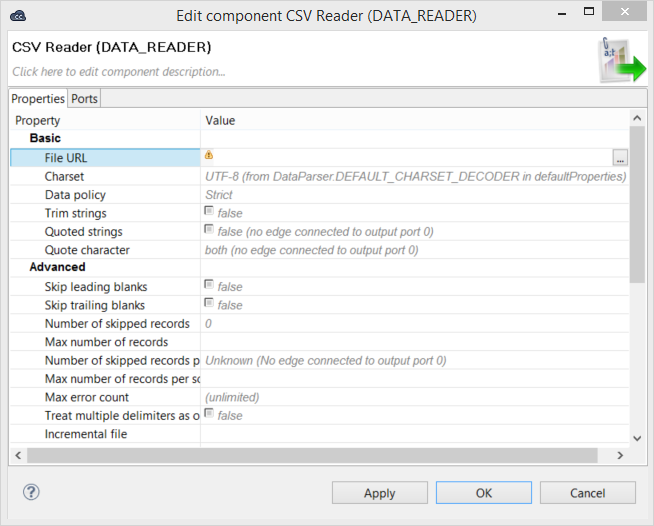 Edit component CSV Reader (DATA_READER)
CSV Reader (DATA_READER)
Click here to edit component description...
Properties Ports
Property Value
Basic
File URL ...
Charset UTF-8 (from DataParser.DEFAULT_CHARSET_DECODER in defaultProperties)
Data policy Strict
Trim strings false
Quoted strings false (no edge connected to output port 0)
Quote character both (no edge connected to output port 0)
Advanced
Skip leading blanks false
Skip trailing blanks false
Number of skipped records 0
Max number of records
Number of skipped records p Unknown (No edge connected to output port 0)
Max number of records per so
Max error count (unlimited)
Treat multiple delimiters as o false
Incremental file
? Apply OK Cancel